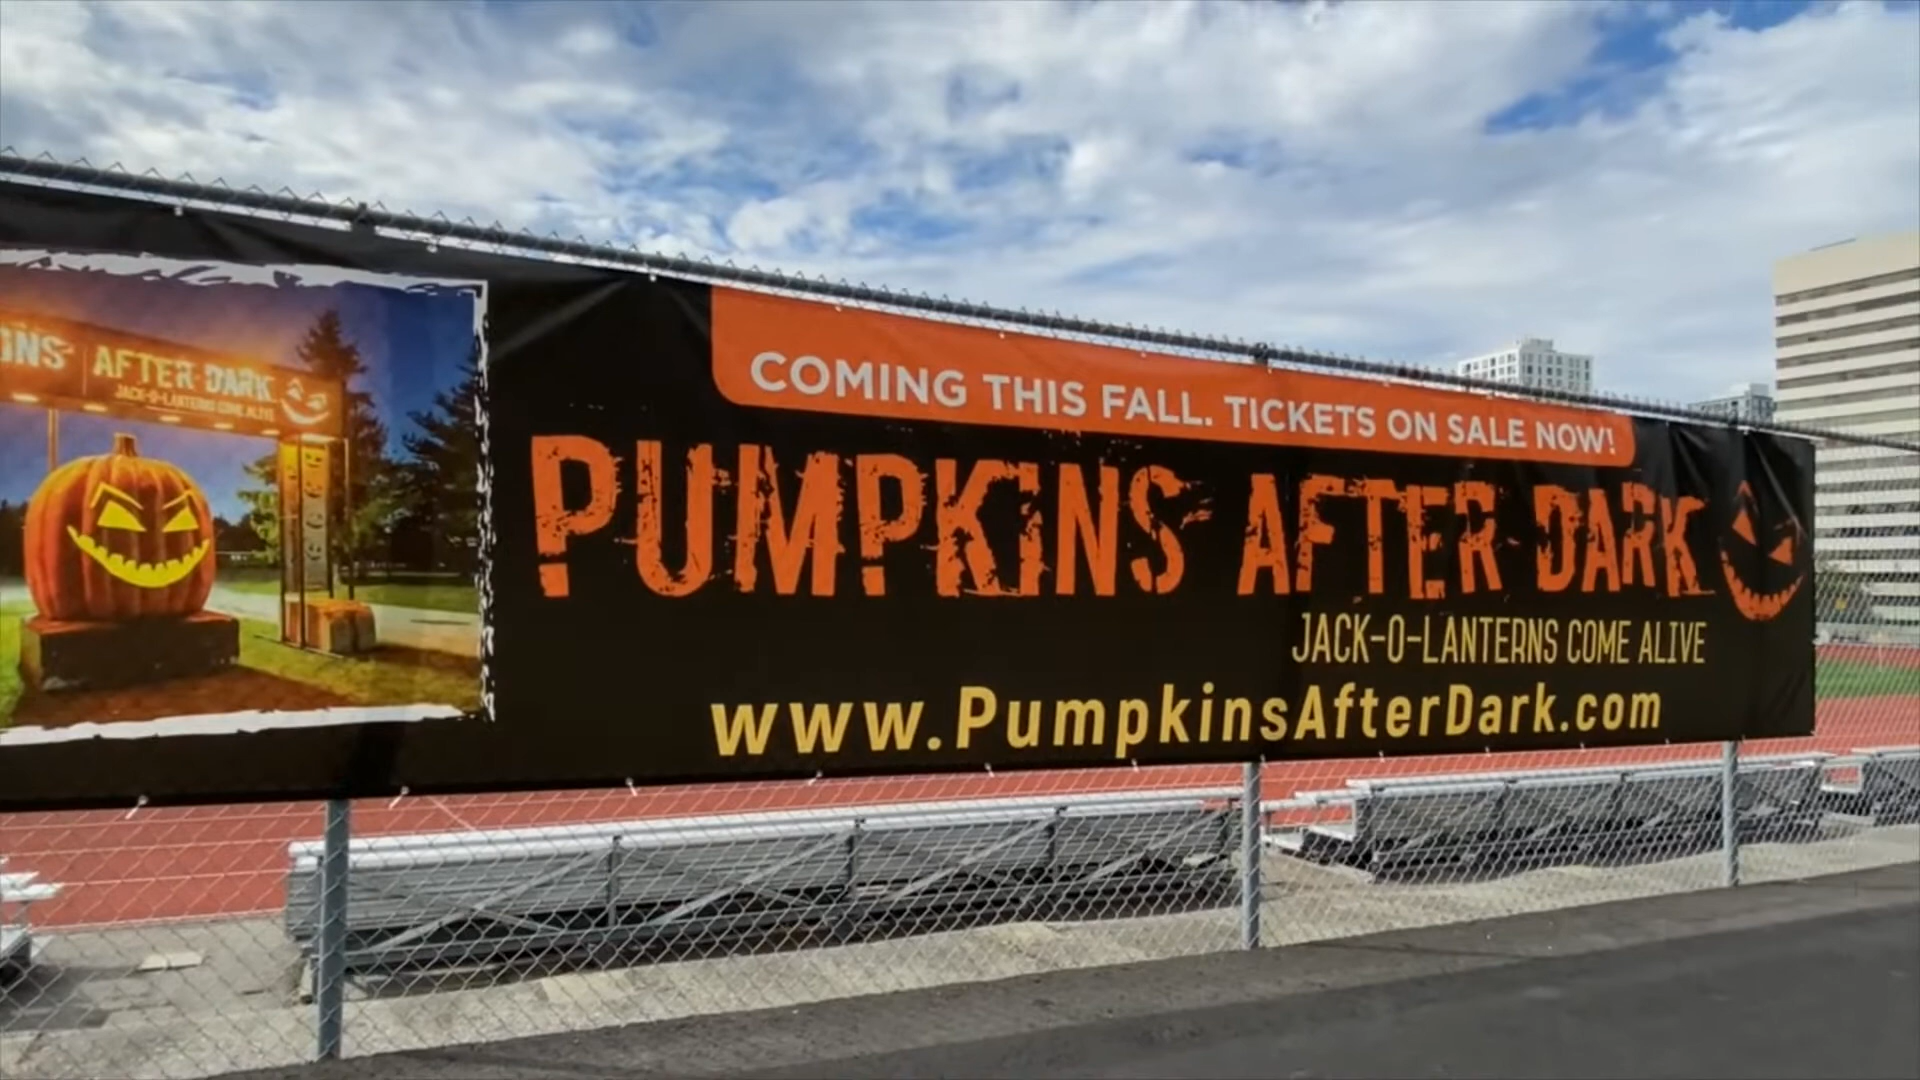 INS AFTER DARK
JACK-O-LANTERNS COME ALIVE
COMING THIS FALL. TICKETS ON SALE NOW!
PUMPKINS AFTER DARK
JACK-O-LANTERNS COME ALIVE
www.PumpkinsAfterDark.com